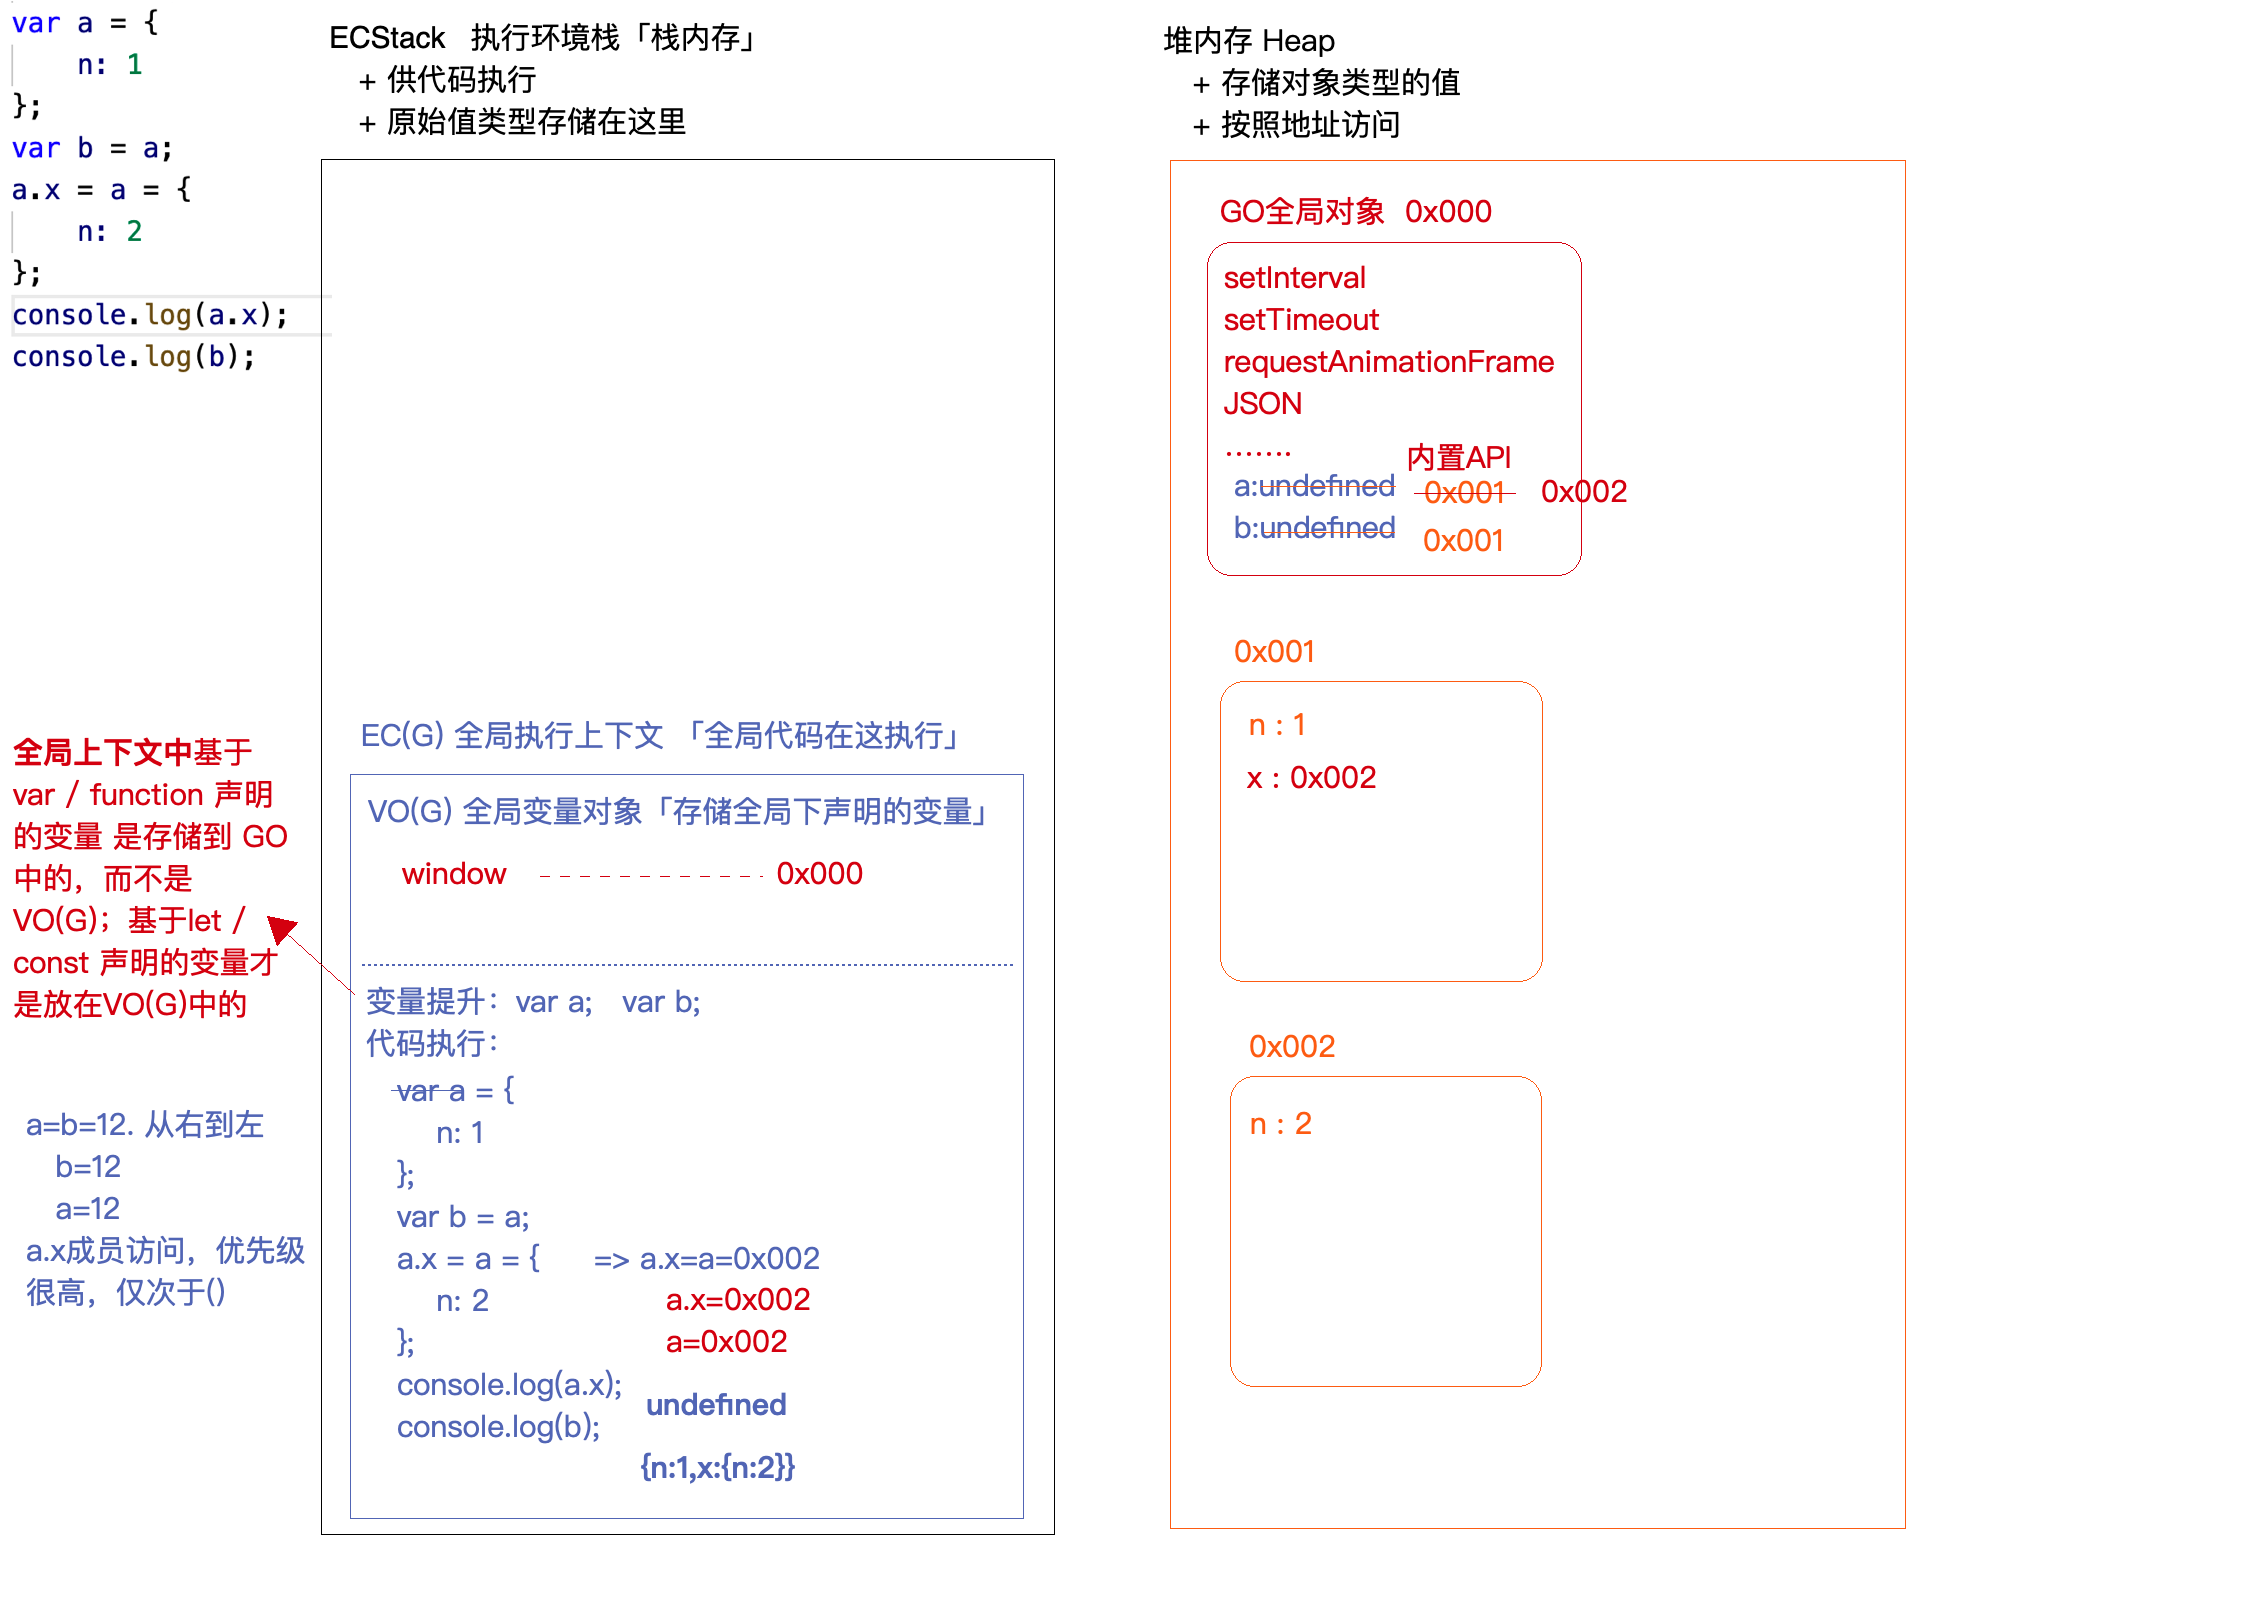 var a = {
    n: 1
};
var b = a;
a.x = a = {
    n: 2
};
console.log(a.x);
console.log(b);
全局上下文中基于
var / function 声明
的变量 是存储到 GO
中的，而不是
VO(G)；基于let /
const 声明的变量才
是放在VO(G)中的
a=b=12. 从右到左
b=12
a=12
a.x成员访问，优先级
很高，仅次于()
ECStack 执行环境栈「栈内存」
+ 供代码执行
+ 原始值类型存储在这里
EC(G) 全局执行上下文 「全局代码在这执行」
VO(G) 全局变量对象「存储全局下声明的变量」
window ------------ 0x000
变量提升：var a; var b;
代码执行：
var a = {
n: 1
};
var b = a;
a.x = a = { => a.x=a=0x002
n: 2 a.x=0x002
}; a=0x002
console.log(a.x);
undefined
console.log(b);
{n:1,x:{n:2}}
堆内存 Heap
+ 存储对象类型的值
+ 按照地址访问
GO全局对象 0x000
setInterval
setTimeout
requestAnimationFrame
JSON
.......
内置API
a:undefined 0x001 0x002
b:undefined 0x001
0x001
n : 1
x : 0x002
0x002
n : 2